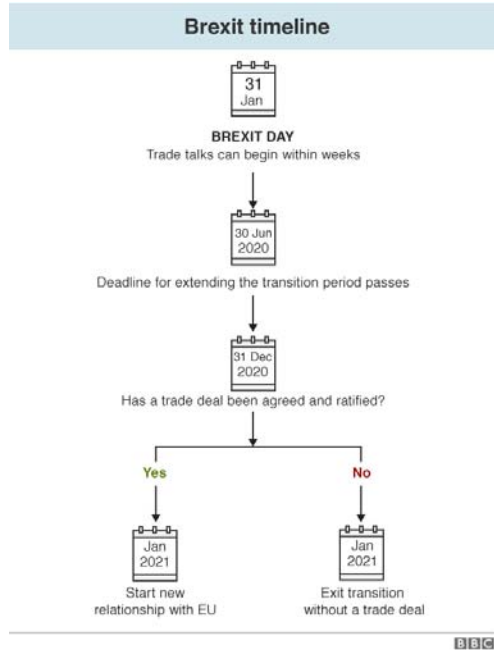 Brexit timeline
31
Jan
BREXIT DAY
Trade talks can begin within weeks
30 Jun
2020
Deadline for extending the transition period passes
31 Dec
2020
Has a trade deal been agreed and ratified?
Yes
No
Jan
2021
Start new
relationship with EU
Jan
2021
Exit transition
without a trade deal
BBC